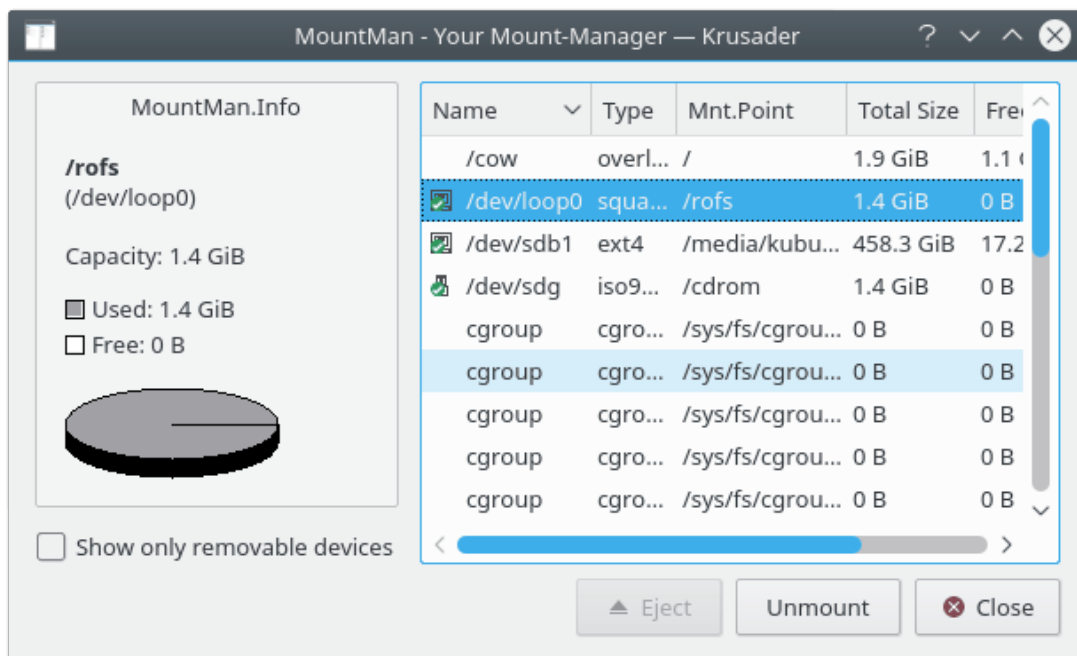 MountMan - Your Mount-Manager — Krusader
MountMan.Info
/rofs
(/dev/loop0)
Capacity: 1.4 GiB
Used: 1.4 GiB
Free: 0 B
Show only removable devices
Name Type Mnt.Point Total Size
/cow overl... / 1.9 GiB 1.1
/dev/loop0 squa... /rofs 1.4 GiB 0 B
/dev/sdb1 ext4 /media/kubu... 458.3 GiB 17.2
/dev/sdg iso9... /cdrom 1.4 GiB 0 B
cgroup cgro... /sys/fs/cgrou... 0 B 0 B
cgroup cgro... /sys/fs/cgrou... 0 B 0 B
cgroup cgro... /sys/fs/cgrou... 0 B 0 B
cgroup cgro... /sys/fs/cgrou... 0 B 0 B
cgroup cgro... /sys/fs/cgrou... 0 B 0 B
Eject Unmount Close